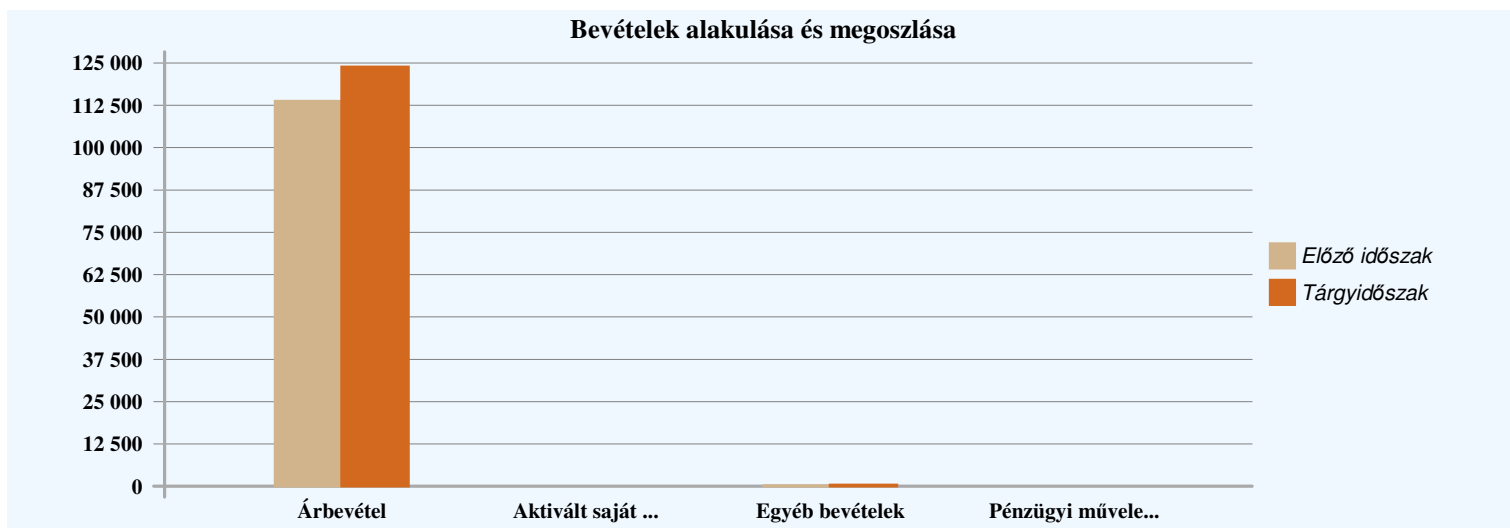 Bevételek alakulása és megoszlása
125 000
112 500
100 000
87 500
75 000
62 500
50 000
37 500
25 000
12 500
0
Árbevétel
Aktivált saját ...
Egyéb bevételek
Pénzügyi művele...
Előző időszak
Tárgyidőszak